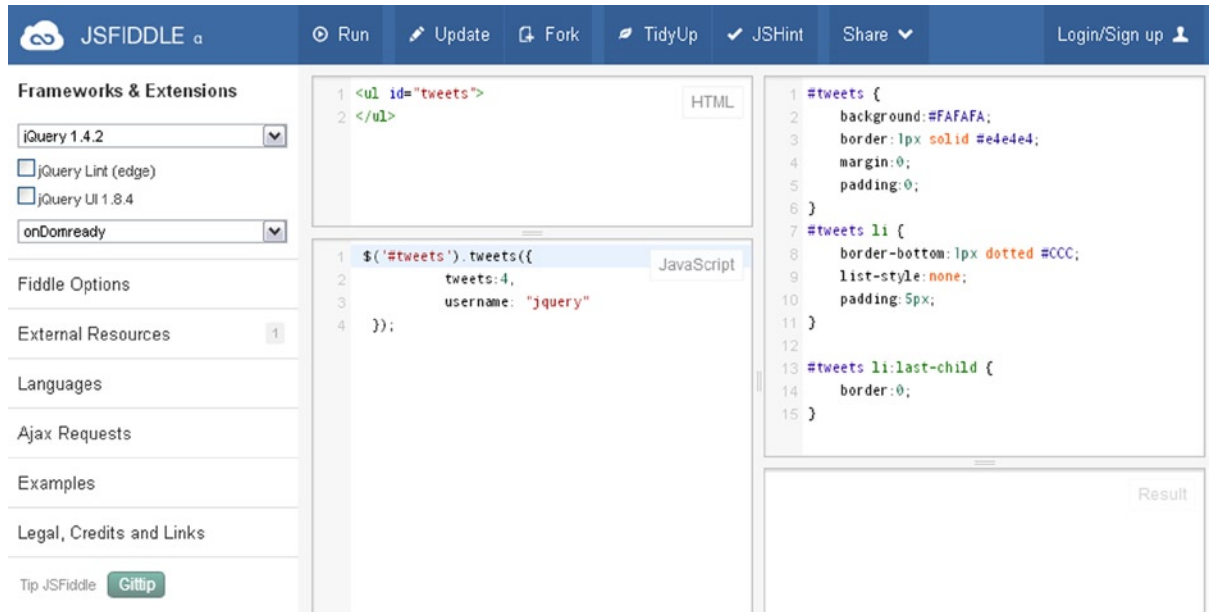 JSFIDDLE α
Run
Update
Fork
TidyUp
JSHint
Share
Login/Sign up
Frameworks & Extensions
jQuery 1.4.2
jQuery Lint (edge)
jQuery UI 1.8.4
onDomready
Fiddle Options
External Resources 1
Languages
Ajax Requests
Examples
Legal, Credits and Links
Tip JSFiddle Gittip
HTML
1 <ul id="tweets">
2 </ul>
JavaScript
1 $('#tweets').tweets({
2 tweets:4,
3 username: "jquery"
4 });
1 #tweets {
2 background:#FAFAFA;
3 border:1px solid #e4e4e4;
4 margin:0;
5 padding:0;
6 }
7 #tweets li {
8 border-bottom:1px dotted #CCC;
9 list-style:none;
10 padding:5px;
11 }
12
13 #tweets li:last-child {
14 border:0;
15 }
Result